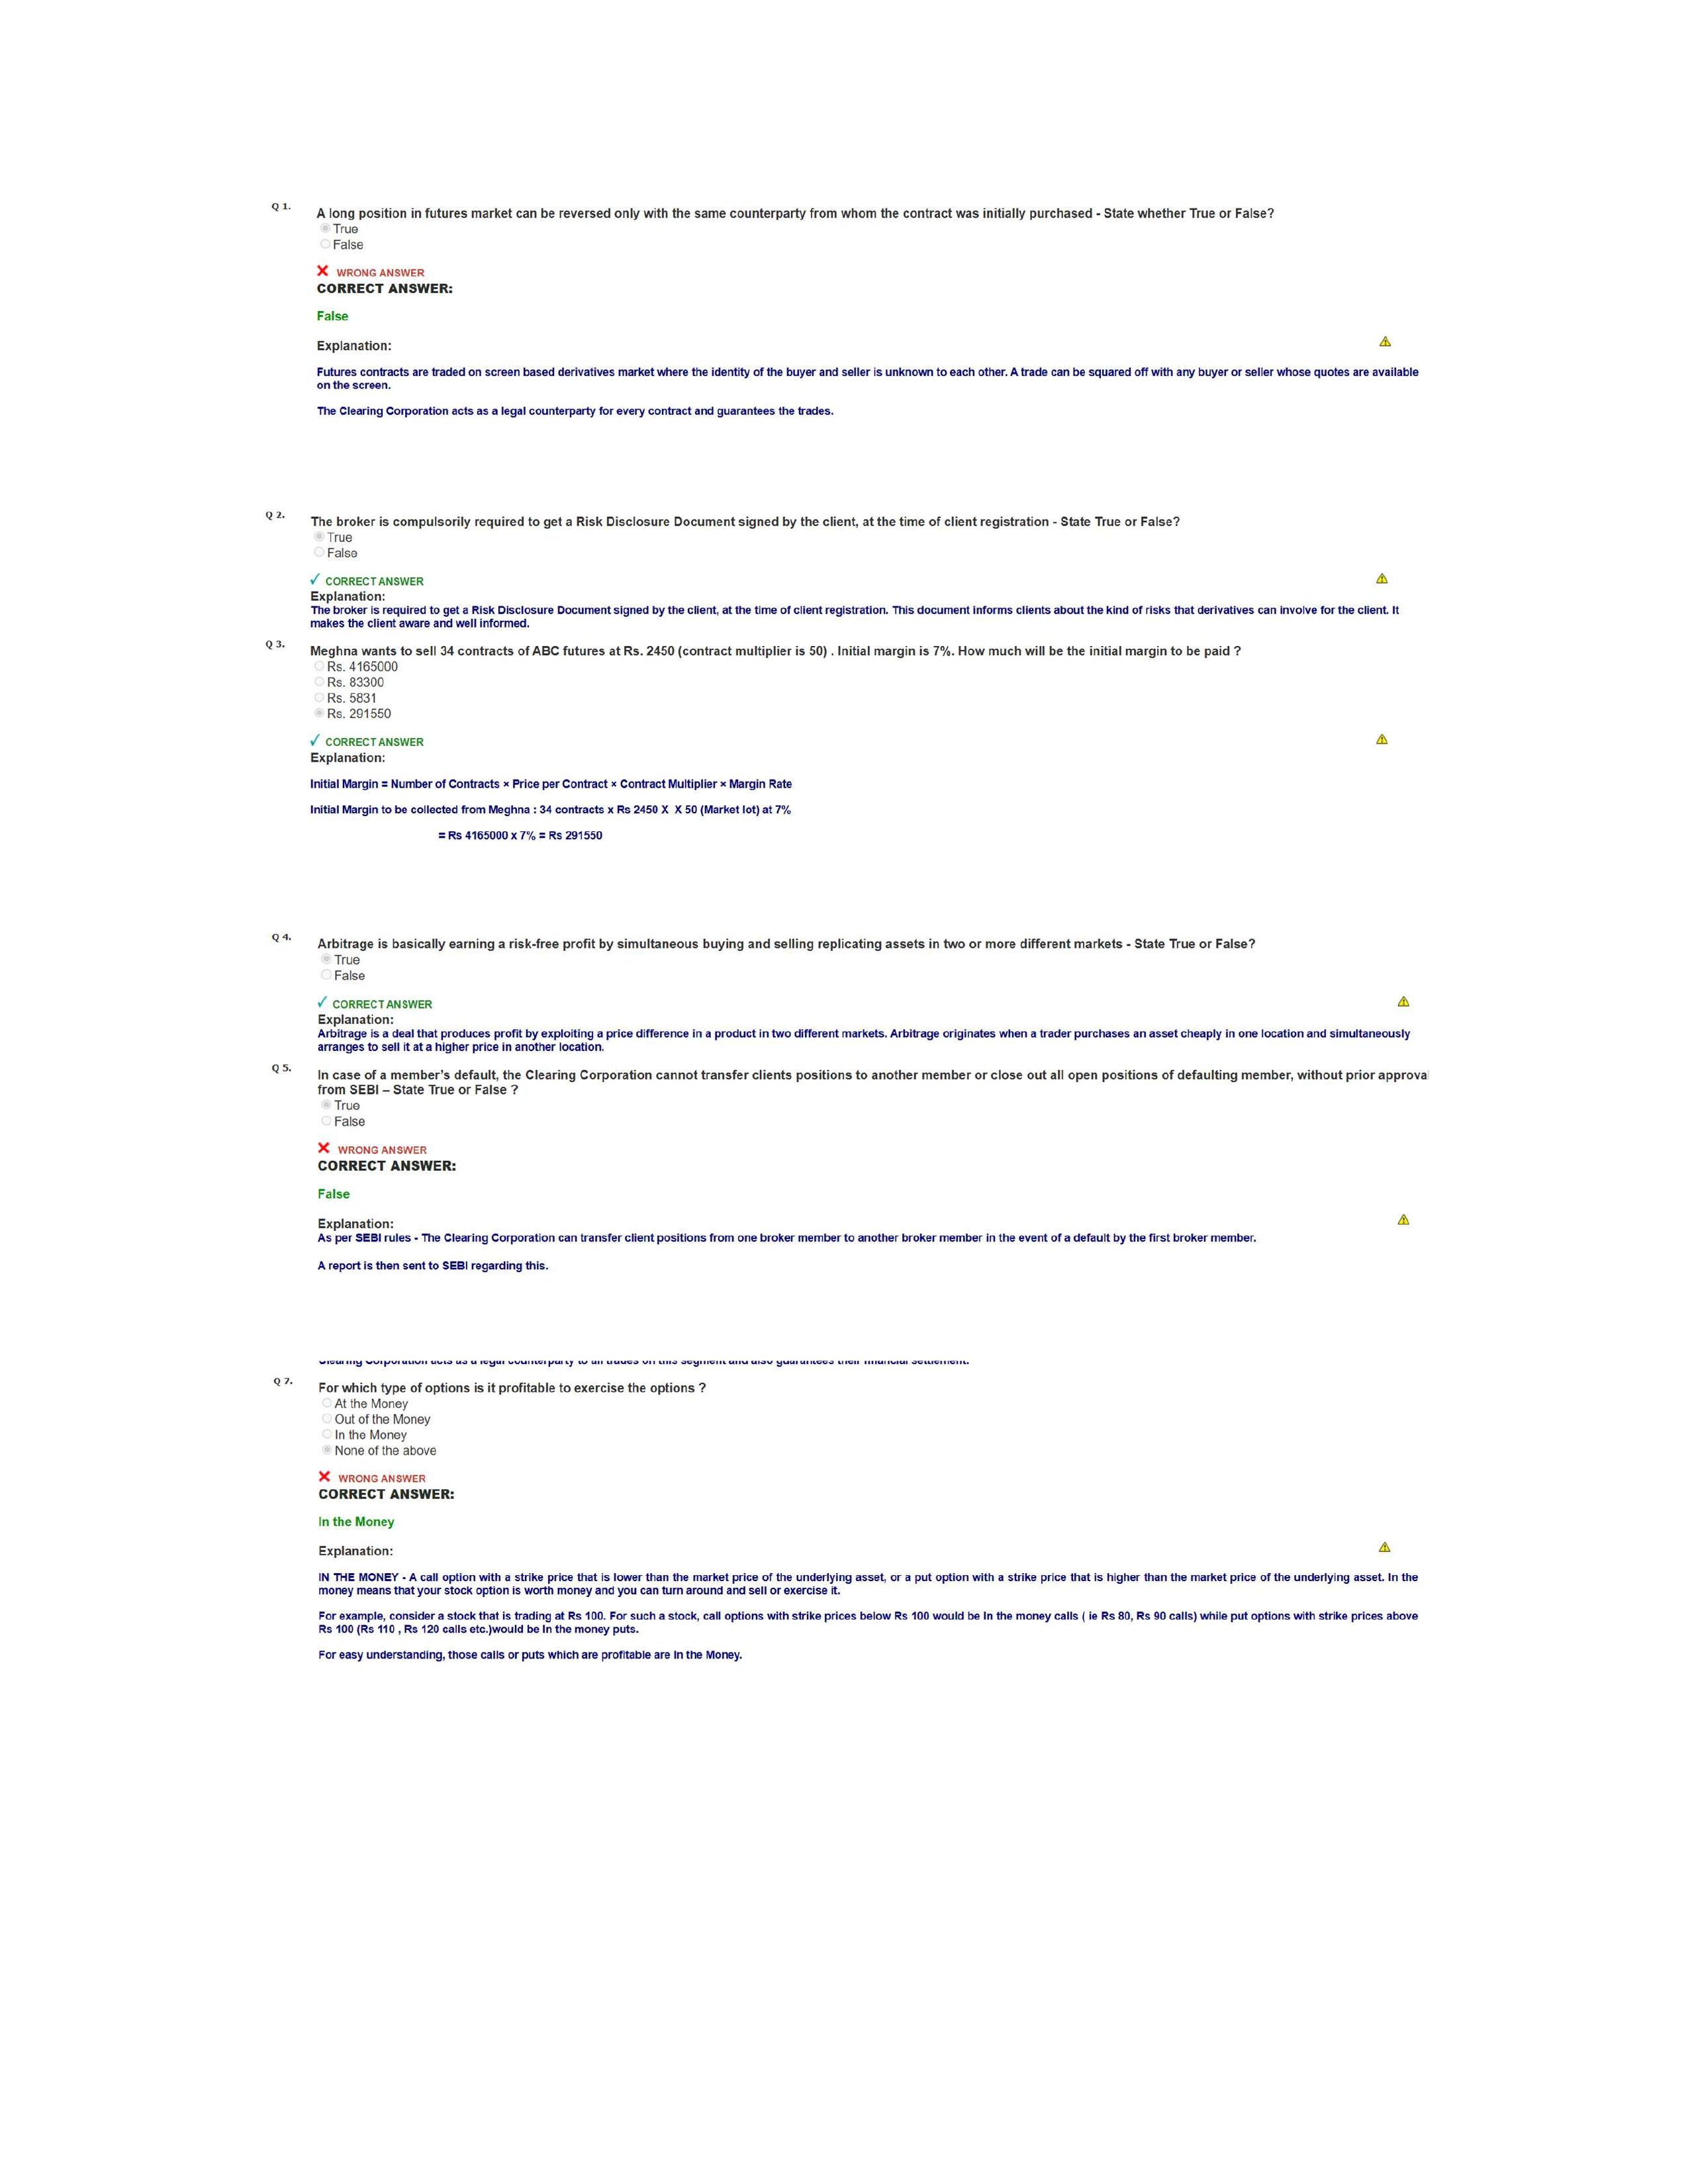 Q 1.
A long position in futures market can be reversed only with the same counterparty from whom the contract was initially purchased - State whether True or False?
True
False
WRONG ANSWER
CORRECT ANSWER:
False
Explanation:
Futures contracts are traded on screen based derivatives market where the identity of the buyer and seller is unknown to each other. A trade can be squared off with any buyer or seller whose quotes are available
on the screen.
The Clearing Corporation acts as a legal counterparty for every contract and guarantees the trades.
Q 2.
The broker is compulsorily required to get a Risk Disclosure Document signed by the client, at the time of client registration - State True or False?
True
False
CORRECT ANSWER
Explanation:
The broker is required to get a Risk Disclosure Document signed by the client, at the time of client registration. This document informs clients about the kind of risks that derivatives can involve for the client. It
makes the client aware and well informed.
Q 3.
Meghna wants to sell 34 contracts of ABC futures at Rs. 2450 (contract multiplier is 50) . Initial margin is 7%. How much will be the initial margin to be paid ?
Rs. 4165000
Rs. 83300
Rs. 5831
Rs. 291550
CORRECT ANSWER
Explanation:
Initial Margin = Number of Contracts × Price per Contract × Contract Multiplier × Margin Rate
Initial Margin to be collected from Meghna : 34 contracts x Rs 2450 X X 50 (Market lot) at 7%
= Rs 4165000 x 7% = Rs 291550
Q 4.
Arbitrage is basically earning a risk-free profit by simultaneous buying and selling replicating assets in two or more different markets - State True or False?
True
False
CORRECT ANSWER
Explanation:
Arbitrage is a deal that produces profit by exploiting a price difference in a product in two different markets. Arbitrage originates when a trader purchases an asset cheaply in one location and simultaneously
arranges to sell it at a higher price in another location.
Q 5.
In case of a member's default, the Clearing Corporation cannot transfer clients positions to another member or close out all open positions of defaulting member, without prior approval
from SEBI – State True or False ?
True
False
WRONG ANSWER
CORRECT ANSWER:
False
Explanation:
As per SEBI rules - The Clearing Corporation can transfer client positions from one broker member to another broker member in the event of a default by the first broker member.
A report is then sent to SEBI regarding this.
Clearing Corporation acts as a legal counterparty to all trades on this segment and also guarantees their financial settlement.
Q 7.
For which type of options is it profitable to exercise the options ?
At the Money
Out of the Money
In the Money
None of the above
WRONG ANSWER
CORRECT ANSWER:
In the Money
Explanation:
IN THE MONEY - A call option with a strike price that is lower than the market price of the underlying asset, or a put option with a strike price that is higher than the market price of the underlying asset. In the
money means that your stock option is worth money and you can turn around and sell or exercise it.
For example, consider a stock that is trading at Rs 100. For such a stock, call options with strike prices below Rs 100 would be In the money calls ( ie Rs 80, Rs 90 calls) while put options with strike prices above
Rs 100 (Rs 110 , Rs 120 calls etc.)would be In the money puts.
For easy understanding, those calls or puts which are profitable are In the Money.